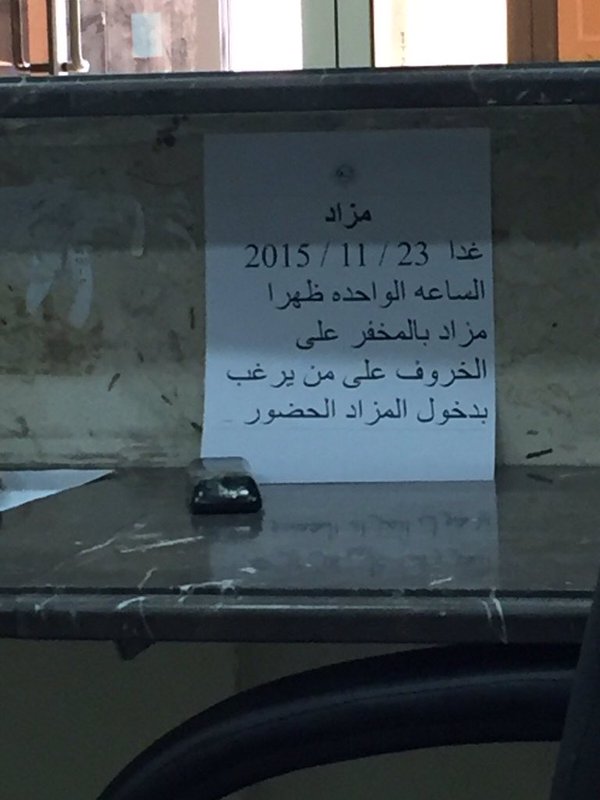 مزاد
غدا 23 / 11 / 2015
الساعه الواحده ظهرا
مزاد بالمخفر على
الخروف على من يرغب
بدخول المزاد الحضور